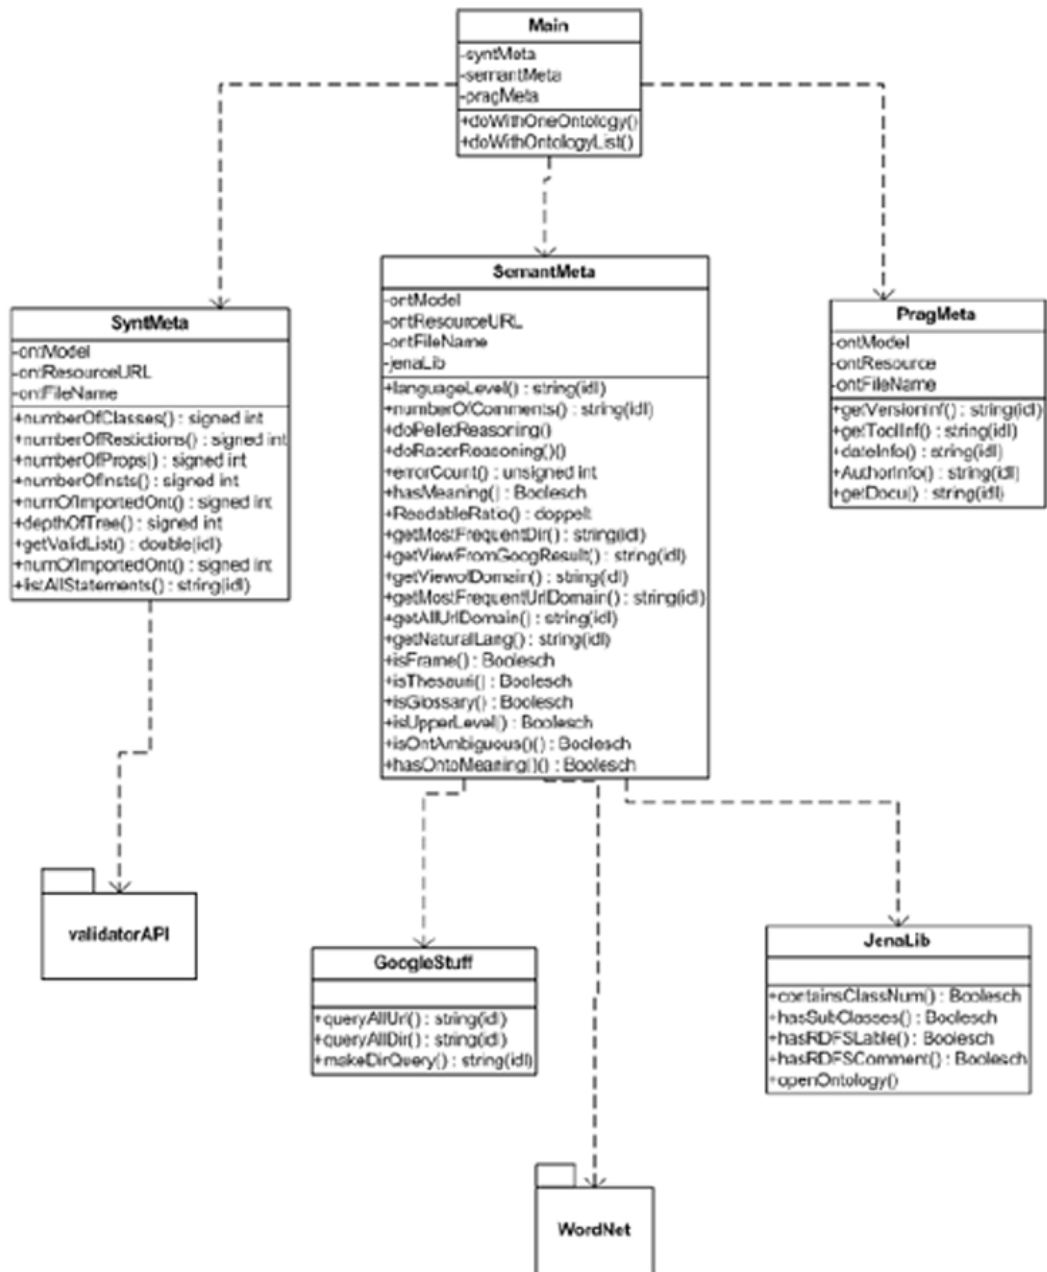 Main
-syntMeta
-semantMeta
-pragMeta
+doWithOneOntology()
+doWithOntologyList()
SemantMeta
-ontModel
-ontResourceURL
-ontFileName
-jenaLib
+languageLevel() : string(idl)
+numberOfComments() : string(idl)
+doPelletReasoning()
+doRacerReasoning()()
+errorCount() : unsigned int
+hasMeaning() : Boolesch
+ReadableRatio() : doppelt
+getMostFrequentDir() : string(idl)
+getViewFromGoogResult() : string(idl)
+getViewofDomain() : string(idl)
+getMostFrequentUrlDomain() : string(idl)
+getAllUrlDomain() : string(idl)
+getNaturalLang() : string(idl)
+isFrame() : Boolesch
+isThesauri() : Boolesch
+isGlossary() : Boolesch
+isUpperLevel() : Boolesch
+isOntAmbiguous()() : Boolesch
+hasOntoMeaning()() : Boolesch
SyntMeta
-ontModel
-ontResourceURL
-ontFileName
+numberOfClasses() : signed int
+numberOfRestictions() : signed int
+numberOfProps() : signed int
+numberOfInsts() : signed int
+numOfImportedOnt() : signed int
+depthOfTree() : signed int
+getValidList() : double(idl)
+numOfImportedOnt() : signed int
+listAllStatements() : string(idl)
PragMeta
-ontModel
-ontResource
-ontFileName
+getVersionInf() : string(idl)
+getToolInf() : string(idl)
+dateInfo() : string(idl)
+AuthorInfo() : string(idl)
+getDocu() : string(idl)
validatorAPI
GoogleStuff
+queryAllUrl() : string(idl)
+queryAllDir() : string(idl)
+makeDirQuery() : string(idl)
JenaLib
+containsClassNum() : Boolesch
+hasSubClasses() : Boolesch
+hasRDFSLable() : Boolesch
+hasRDFSComment() : Boolesch
+openOntology()
WordNet